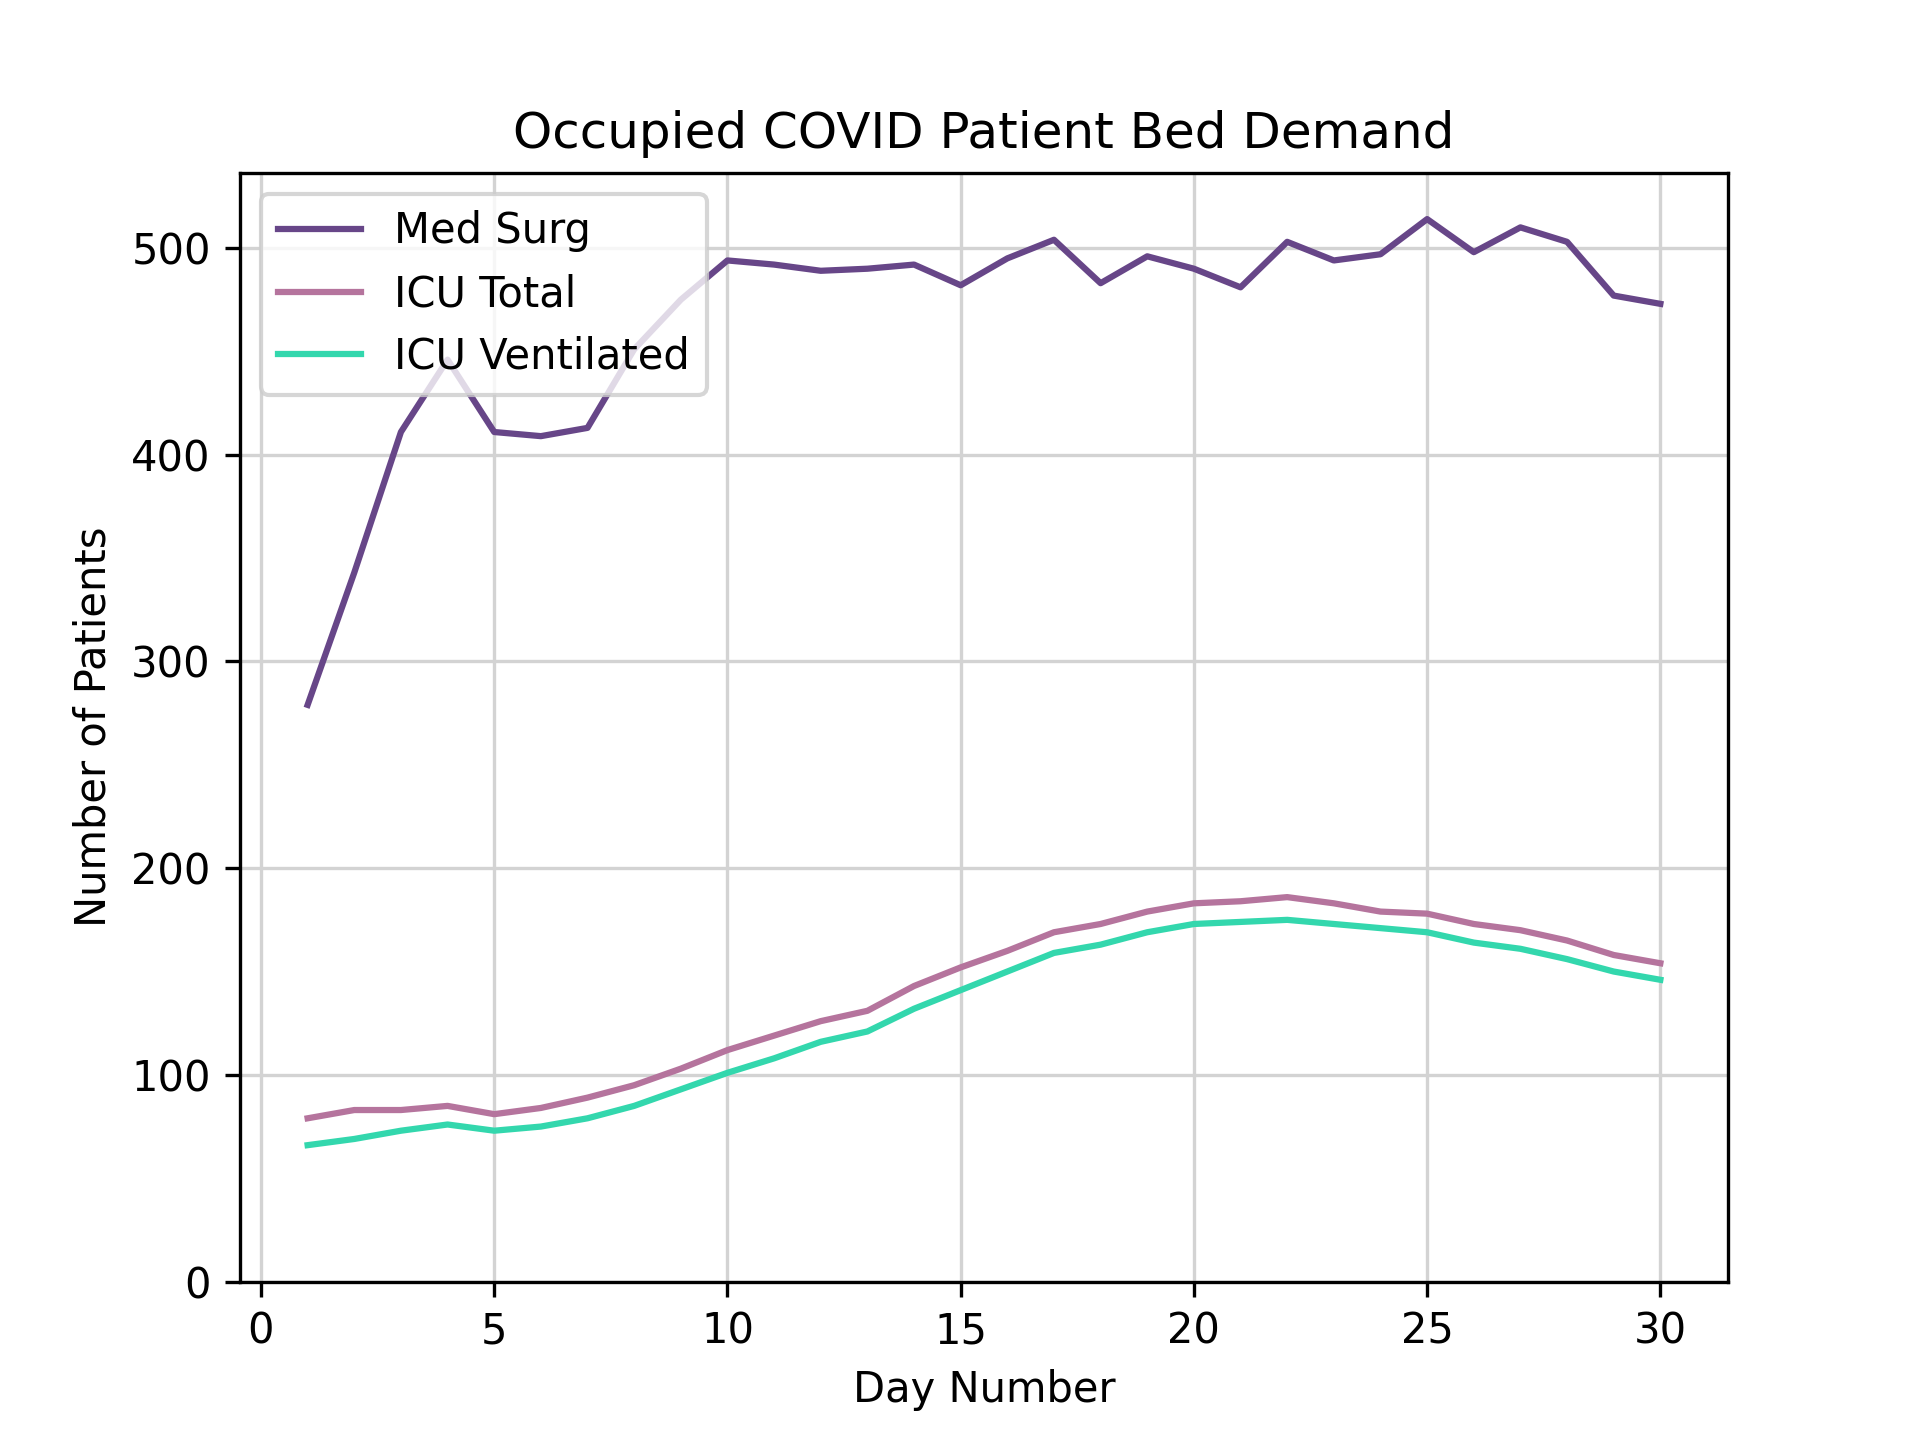 Occupied COVID Patient Bed Demand
Med Surg
ICU Total
ICU Ventilated
500
400
300
200
100
0
Number of Patients
0 5 10 15 20 25 30
Day Number